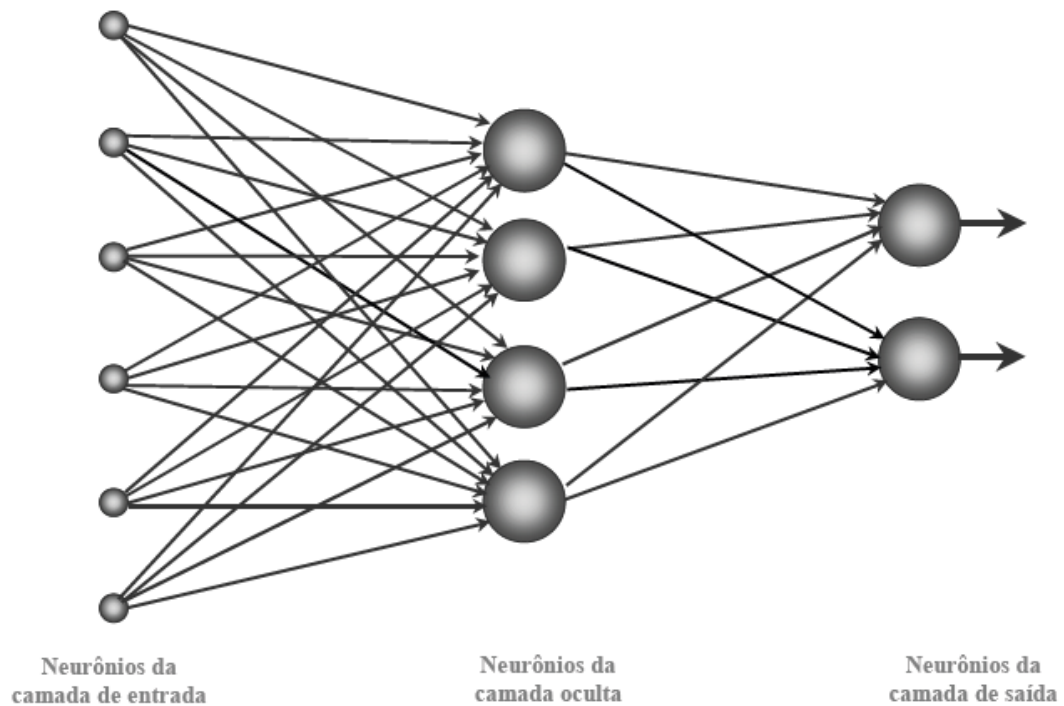 Neurônios da
camada de entrada
Neurônios da
camada oculta
Neurônios da
camada de saída